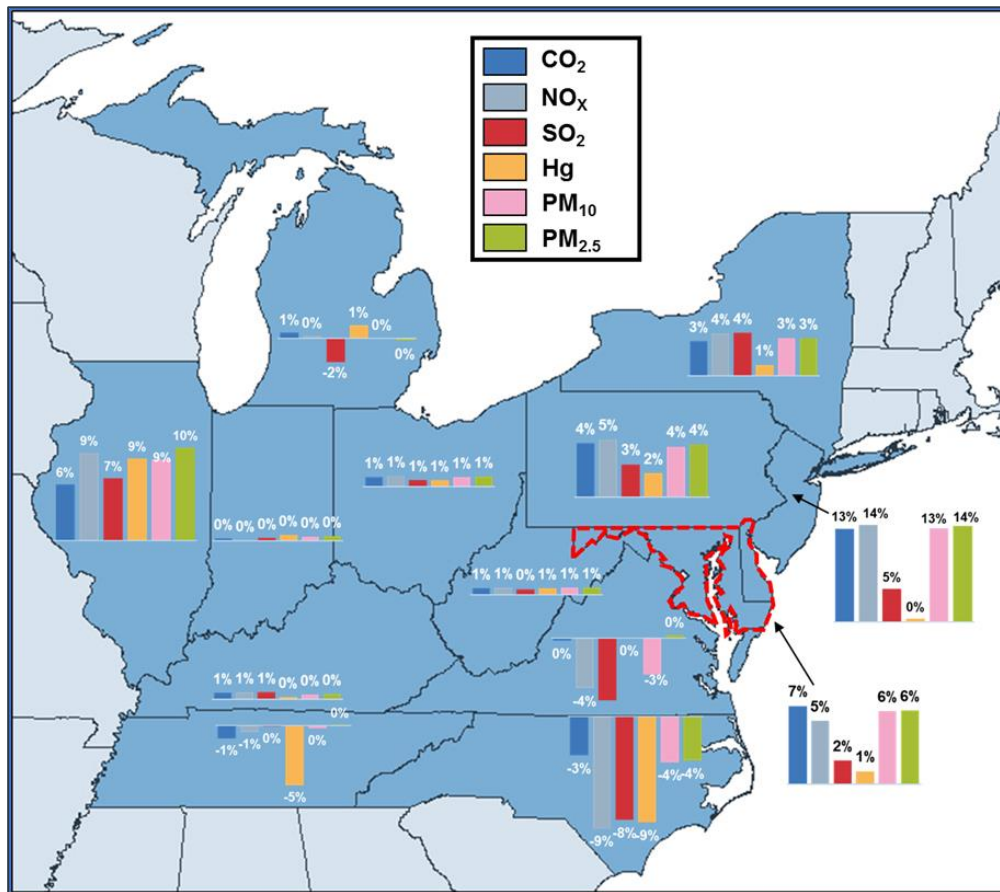 CO₂
NOₓ
SO₂
Hg
PM₁₀
PM₂.₅
1% 0% 1% 0%
-2% 0%
3% 4% 4% 1% 3% 3%
6% 9% 7% 9% 9% 10%
0% 0% 0% 0% 0% 0%
1% 1% 1% 1% 1% 1%
4% 5% 3% 2% 4% 4%
13% 14% 5% 0% 13% 14%
1% 1% 0% 1% 1% 1%
0% -4% 0% -3% 0%
7% 5% 2% 1% 6% 6%
1% 1% 1% 0% 0% 0%
-1% -1% 0% -5% 0% 0%
-3% -9% -8% -9% -4% -4%